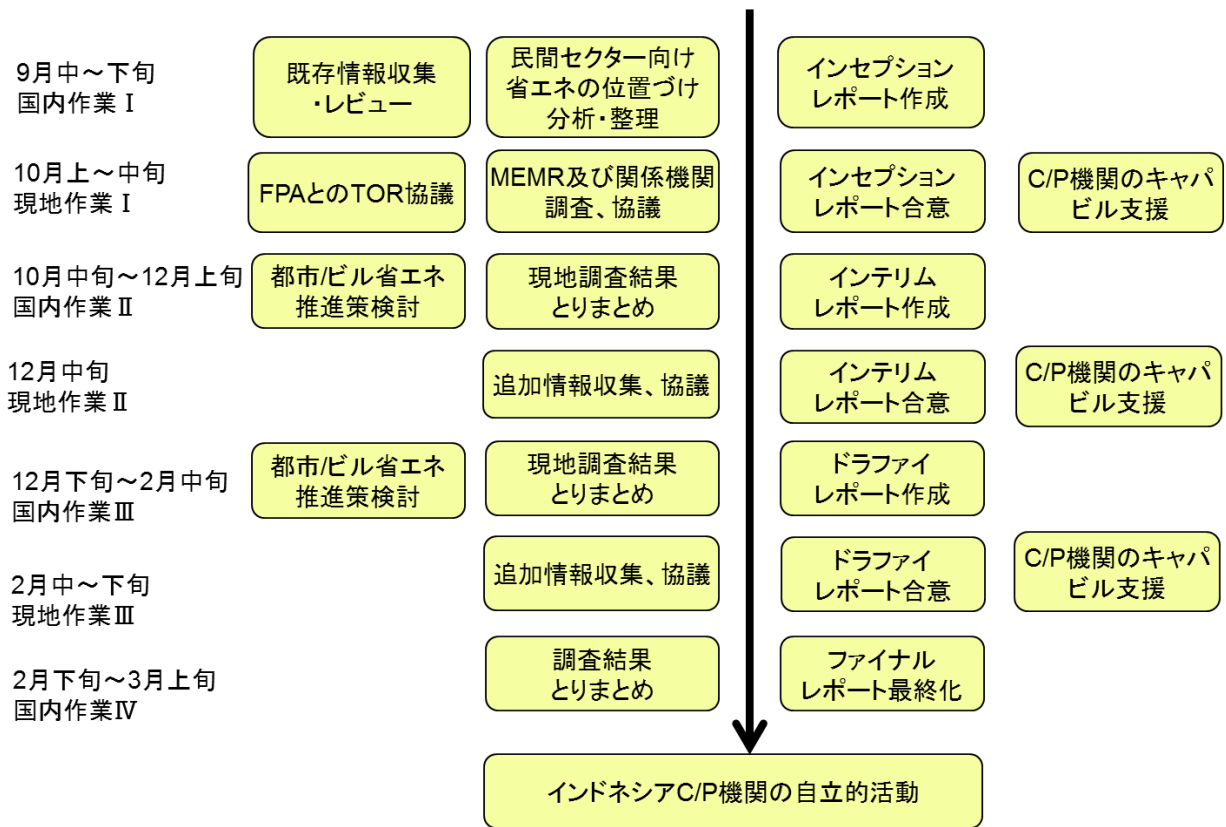 9月中～下旬
国内作業Ⅰ
既存情報収集
・レビュー
民間セクター向け
省エネの位置づけ
分析・整理
インセプション
レポート作成
10月上～中旬
現地作業Ⅰ
FPAとのTOR協議
MEMR及び関係機関
調査、協議
インセプション
レポート合意
C/P機関のキャパ
ビル支援
10月中旬～12月上旬
国内作業Ⅱ
都市/ビル省エネ
推進策検討
現地調査結果
とりまとめ
インテリム
レポート作成
12月中旬
現地作業Ⅱ
追加情報収集、協議
インテリム
レポート合意
C/P機関のキャパ
ビル支援
12月下旬～2月中旬
国内作業Ⅲ
都市/ビル省エネ
推進策検討
現地調査結果
とりまとめ
ドラファイ
レポート作成
2月中～下旬
現地作業Ⅲ
追加情報収集、協議
ドラファイ
レポート合意
C/P機関のキャパ
ビル支援
2月下旬～3月上旬
国内作業Ⅳ
調査結果
とりまとめ
ファイナル
レポート最終化
インドネシアC/P機関の自立的活動